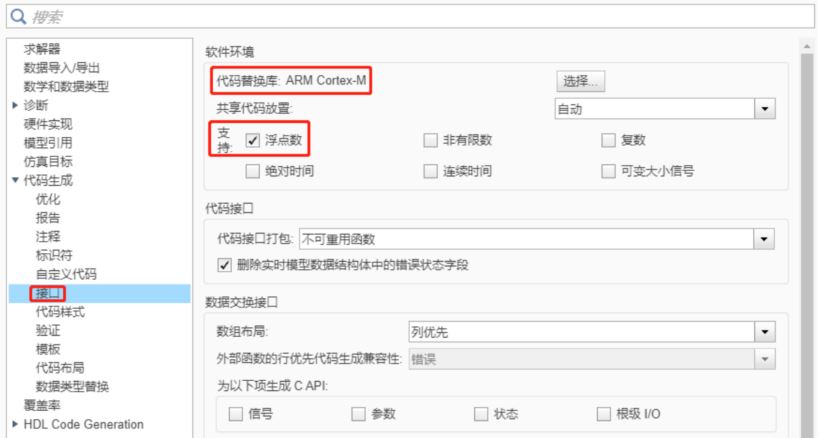 搜索
求解器
数据导入/导出
数学和数据类型
诊断
硬件实现
模型引用
仿真目标
代码生成
优化
报告
注释
标识符
自定义代码
接口
代码样式
验证
模板
代码布局
数据类型替换
覆盖率
HDL Code Generation
软件环境
代码替换库: ARM Cortex-M 选择...
共享代码放置: 自动
支持: 浮点数 非有限数 复数
绝对时间 连续时间 可变大小信号
代码接口
代码接口打包: 不可重用函数
删除实时模型数据结构体中的错误状态字段
数据交换接口
数组布局: 列优先
外部函数的行优先代码生成兼容性: 错误
为以下项生成 C API:
信号 参数 状态 根级 I/O